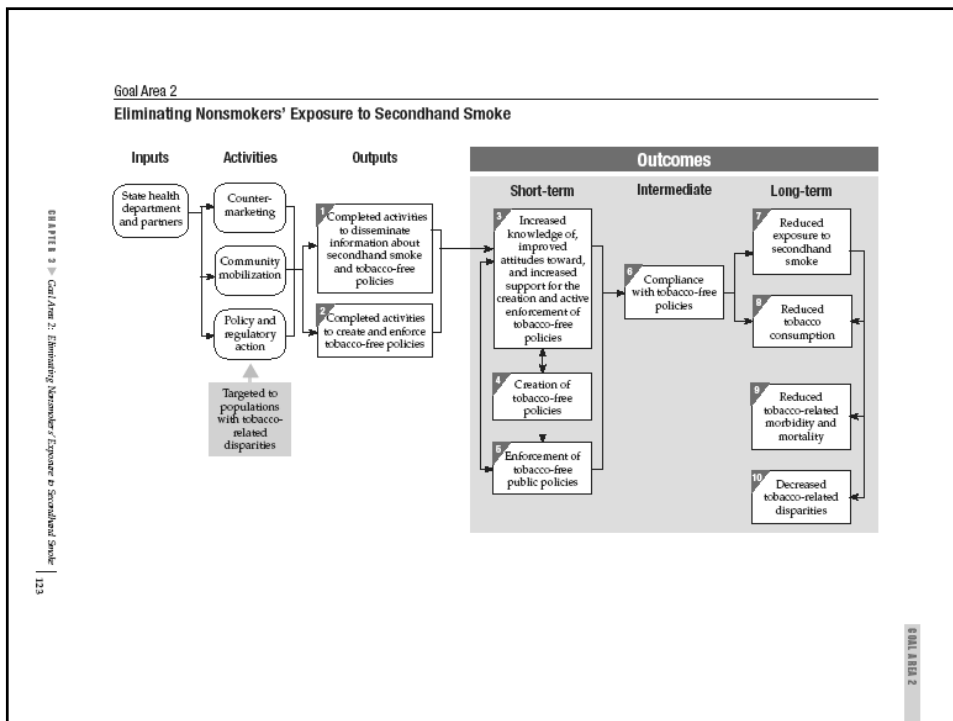 Goal Area 2
Eliminating Nonsmokers’ Exposure to Secondhand Smoke
Inputs
Activities
Outputs
Outcomes
Short-term
Intermediate
Long-term
State health
department
and partners
Counter-
marketing
Community
mobilization
Policy and
regulatory
action
Targeted to
populations
with tobacco-
related
disparities
1
Completed activities
to disseminate
information about
secondhand smoke
and tobacco-free
policies
2
Completed activities
to create and enforce
tobacco-free policies
3
Increased
knowledge of,
improved
attitudes toward,
and increased
support for the
creation and active
enforcement of
tobacco-free
policies
4
Creation of
tobacco-free
policies
5
Enforcement of
tobacco-free
public policies
6
Compliance
with tobacco-free
policies
7
Reduced
exposure to
secondhand
smoke
8
Reduced
tobacco
consumption
9
Reduced
tobacco-related
morbidity and
mortality
10
Decreased
tobacco-related
disparities
CHAPTER 3 ▶ Goal Area 2: Eliminating Nonsmokers’ Exposure to Secondhand Smoke
123
GOAL AREA 2